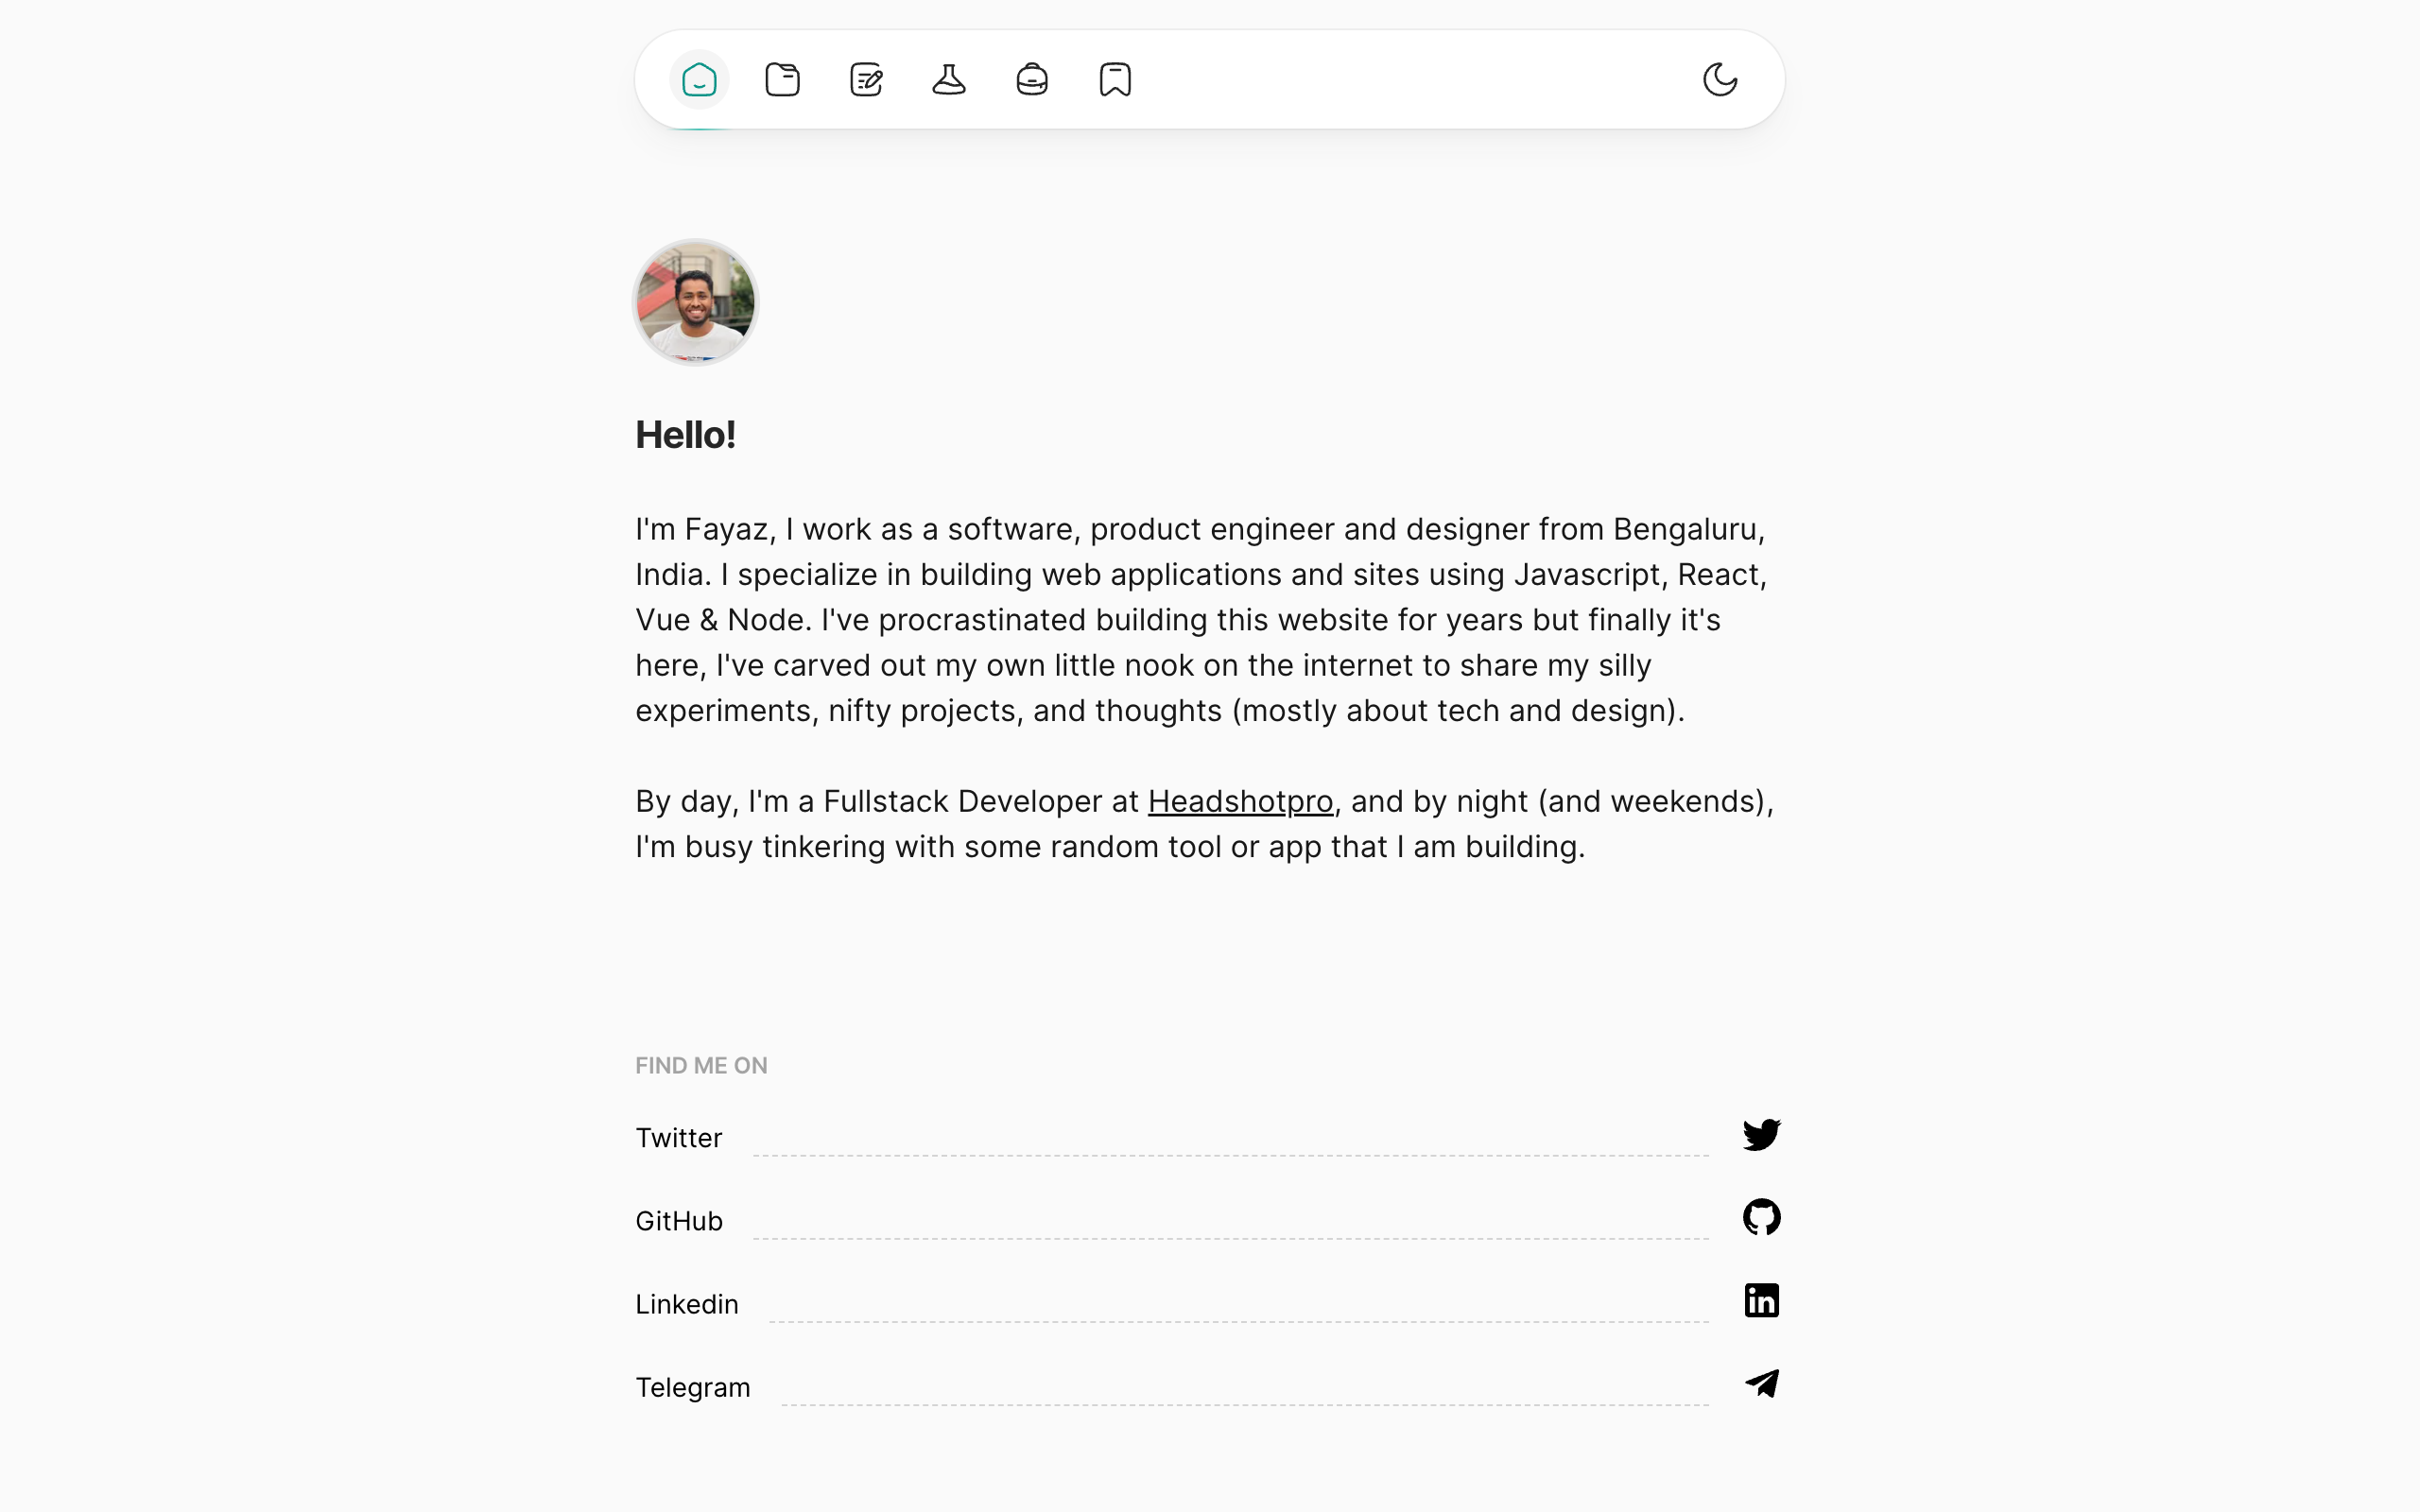 Hello!
I'm Fayaz, I work as a software, product engineer and designer from Bengaluru,
India. I specialize in building web applications and sites using Javascript, React,
Vue & Node. I've procrastinated building this website for years but finally it's
here, I've carved out my own little nook on the internet to share my silly
experiments, nifty projects, and thoughts (mostly about tech and design).
By day, I'm a Fullstack Developer at Headshotpro, and by night (and weekends),
I'm busy tinkering with some random tool or app that I am building.
FIND ME ON
Twitter
GitHub
Linkedin
Telegram